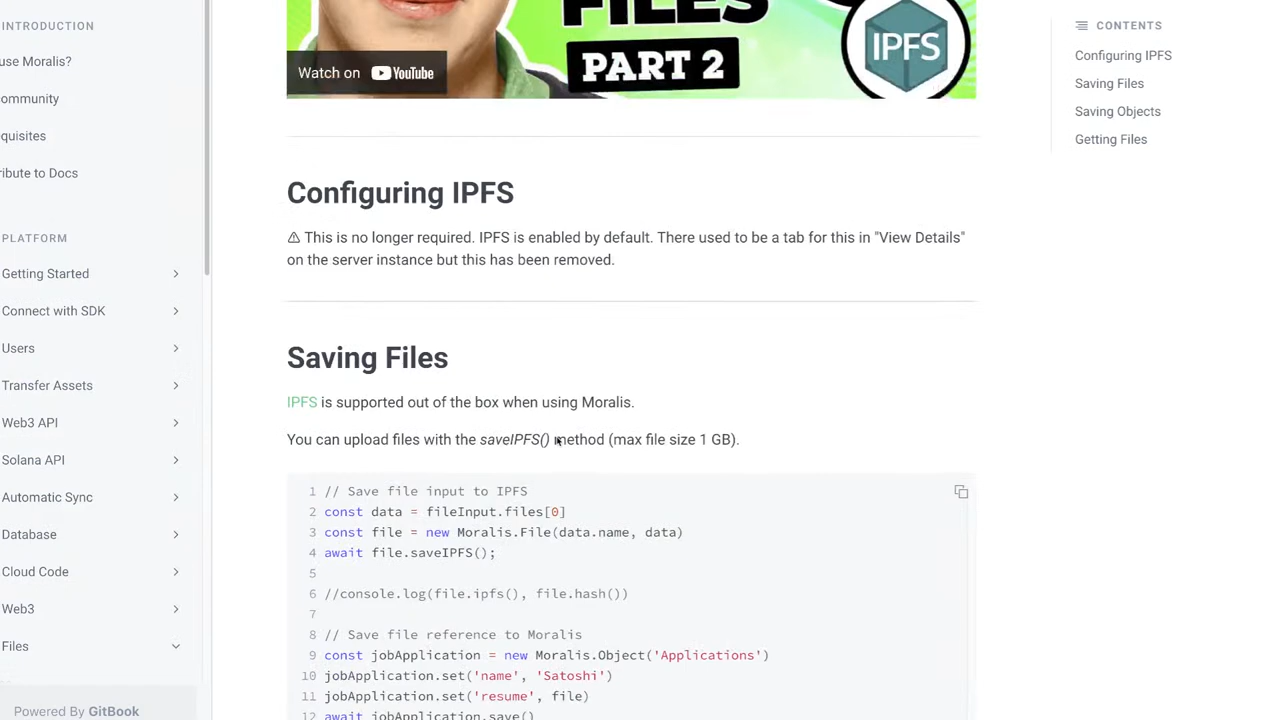 INTRODUCTION
use Moralis?
ommunity
quisites
ribute to Docs
PLATFORM
Getting Started
Connect with SDK
Users
Transfer Assets
Web3 API
Solana API
Automatic Sync
Database
Cloud Code
Web3
Files
Powered By GitBook
FILES
PART 2
IPFS
Watch on YouTube
Configuring IPFS
⚠ This is no longer required. IPFS is enabled by default. There used to be a tab for this in "View Details"
on the server instance but this has been removed.
Saving Files
IPFS is supported out of the box when using Moralis.
You can upload files with the saveIPFS() method (max file size 1 GB).
1 // Save file input to IPFS
2 const data = fileInput.files[0]
3 const file = new Moralis.File(data.name, data)
4 await file.saveIPFS();
5
6 //console.log(file.ipfs(), file.hash())
7
8 // Save file reference to Moralis
9 const jobApplication = new Moralis.Object('Applications')
10 jobApplication.set('name', 'Satoshi')
11 jobApplication.set('resume', file)
12 await jobApplication.save()
CONTENTS
Configuring IPFS
Saving Files
Saving Objects
Getting Files